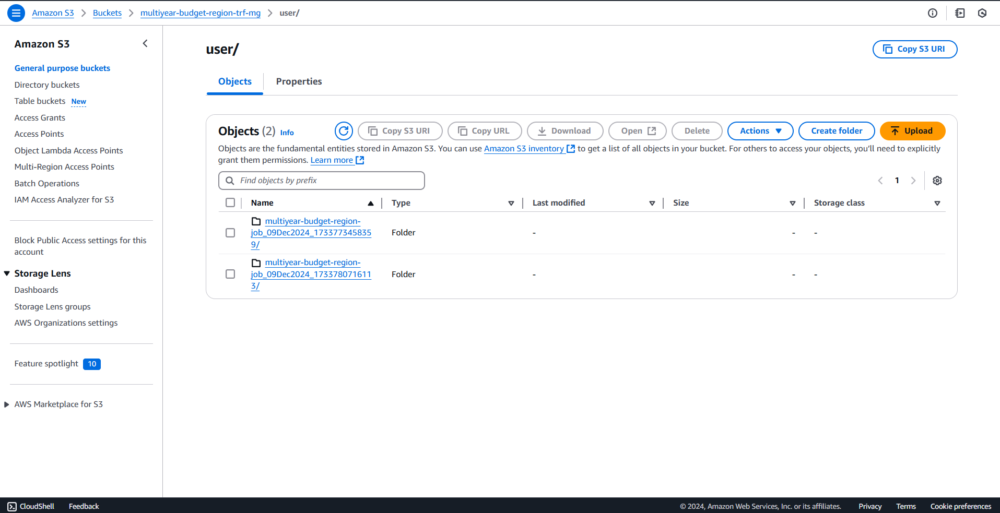 Amazon S3 > Buckets > multiyear-budget-region-trf-mg > user/
Amazon S3
General purpose buckets
Directory buckets
Table buckets New
Access Grants
Access Points
Object Lambda Access Points
Multi-Region Access Points
Batch Operations
IAM Access Analyzer for S3
Block Public Access settings for this
account
Storage Lens
Dashboards
Storage Lens groups
AWS Organizations settings
Feature spotlight 10
AWS Marketplace for S3
user/
Copy S3 URI
Objects Properties
Objects (2) Info Copy S3 URI Copy URL Download Open Delete Actions Create folder Upload
Objects are the fundamental entities stored in Amazon S3. You can use Amazon S3 inventory to get a list of all objects in your bucket. For others to access your objects, you’ll need to explicitly
grant them permissions. Learn more
Find objects by prefix
1
Name Type Last modified Size Storage class
multiyear-budget-region-
job_09Dec2024_173377345835 Folder - - -
9/
multiyear-budget-region-
job_09Dec2024_173378071611 Folder - - -
3/
CloudShell Feedback © 2024, Amazon Web Services, Inc. or its affiliates. Privacy Terms Cookie preferences